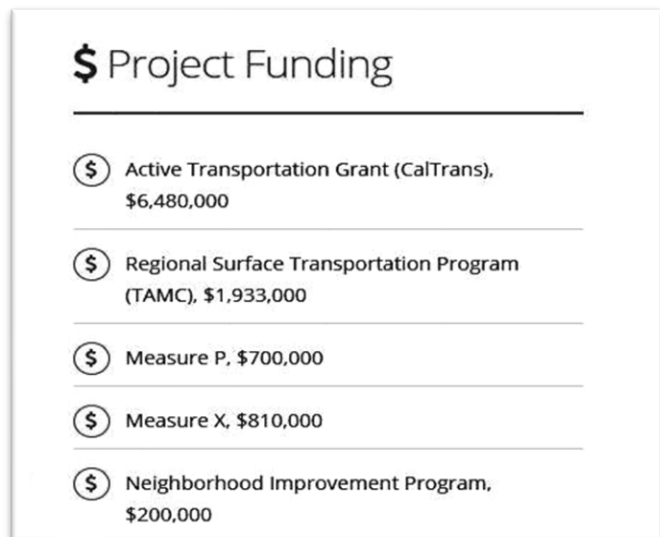 $ Project Funding
$ Active Transportation Grant (CalTrans),
$6,480,000
$ Regional Surface Transportation Program
(TAMC), $1,933,000
$ Measure P, $700,000
$ Measure X, $810,000
$ Neighborhood Improvement Program,
$200,000